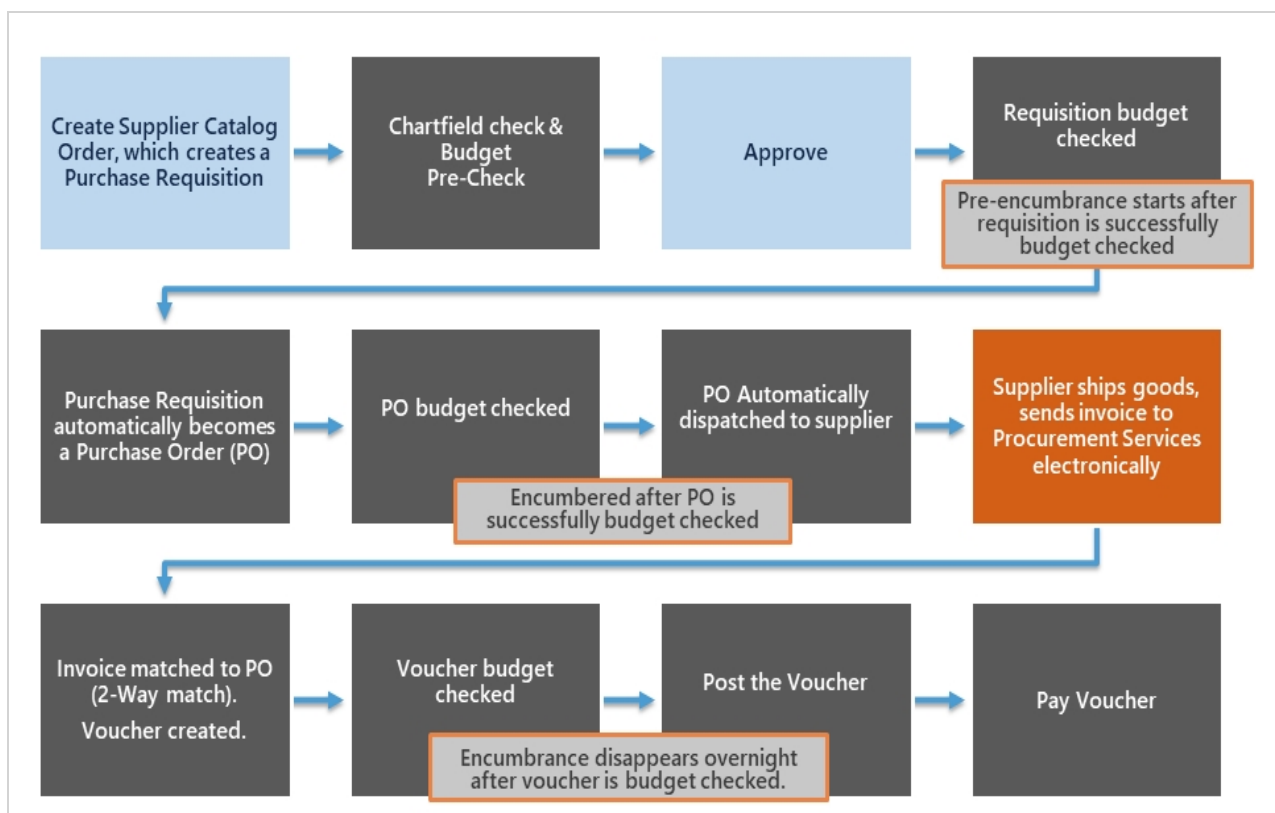 Create Supplier Catalog
Order, which creates a
Purchase Requisition
Chartfield check &
Budget
Pre-Check
Approve
Requisition budget
checked
Pre-encumbrance starts after
requisition is successfully
budget checked
Purchase Requisition
automatically becomes
a Purchase Order (PO)
PO budget checked
Encumbered after PO is
successfully budget checked
PO Automatically
dispatched to supplier
Supplier ships goods,
sends invoice to
Procurement Services
electronically
Invoice matched to PO
(2-Way match).
Voucher created.
Voucher budget
checked
Encumbrance disappears overnight
after voucher is budget checked.
Post the Voucher
Pay Voucher